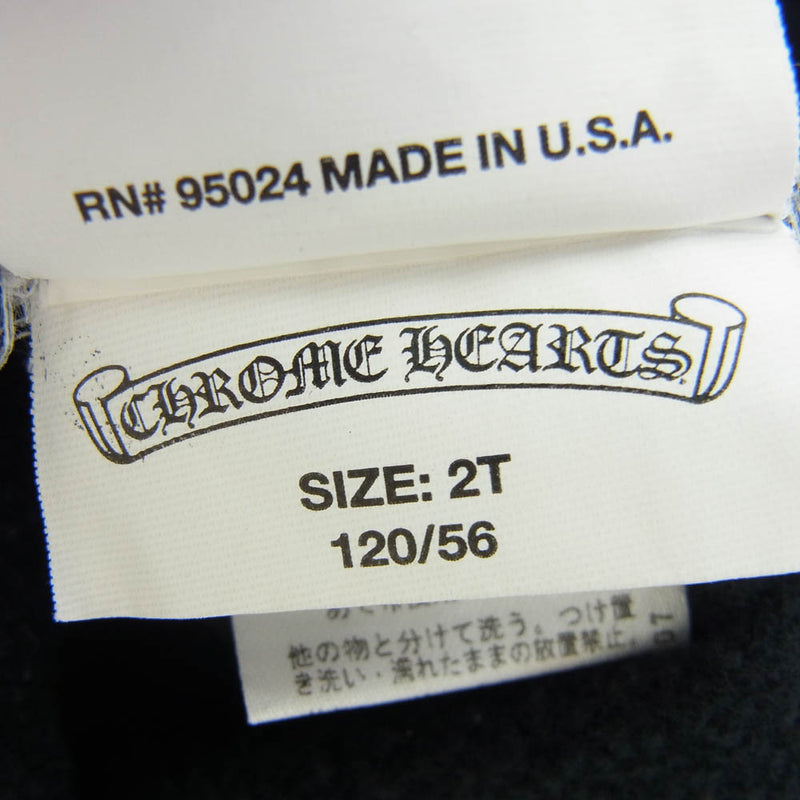 RN# 95024 MADE IN U.S.A.
CHROME HEARTS
SIZE: 2T
120/56
他の物と分けて洗う。つけ置
き洗い・濡れたままの放置禁止。